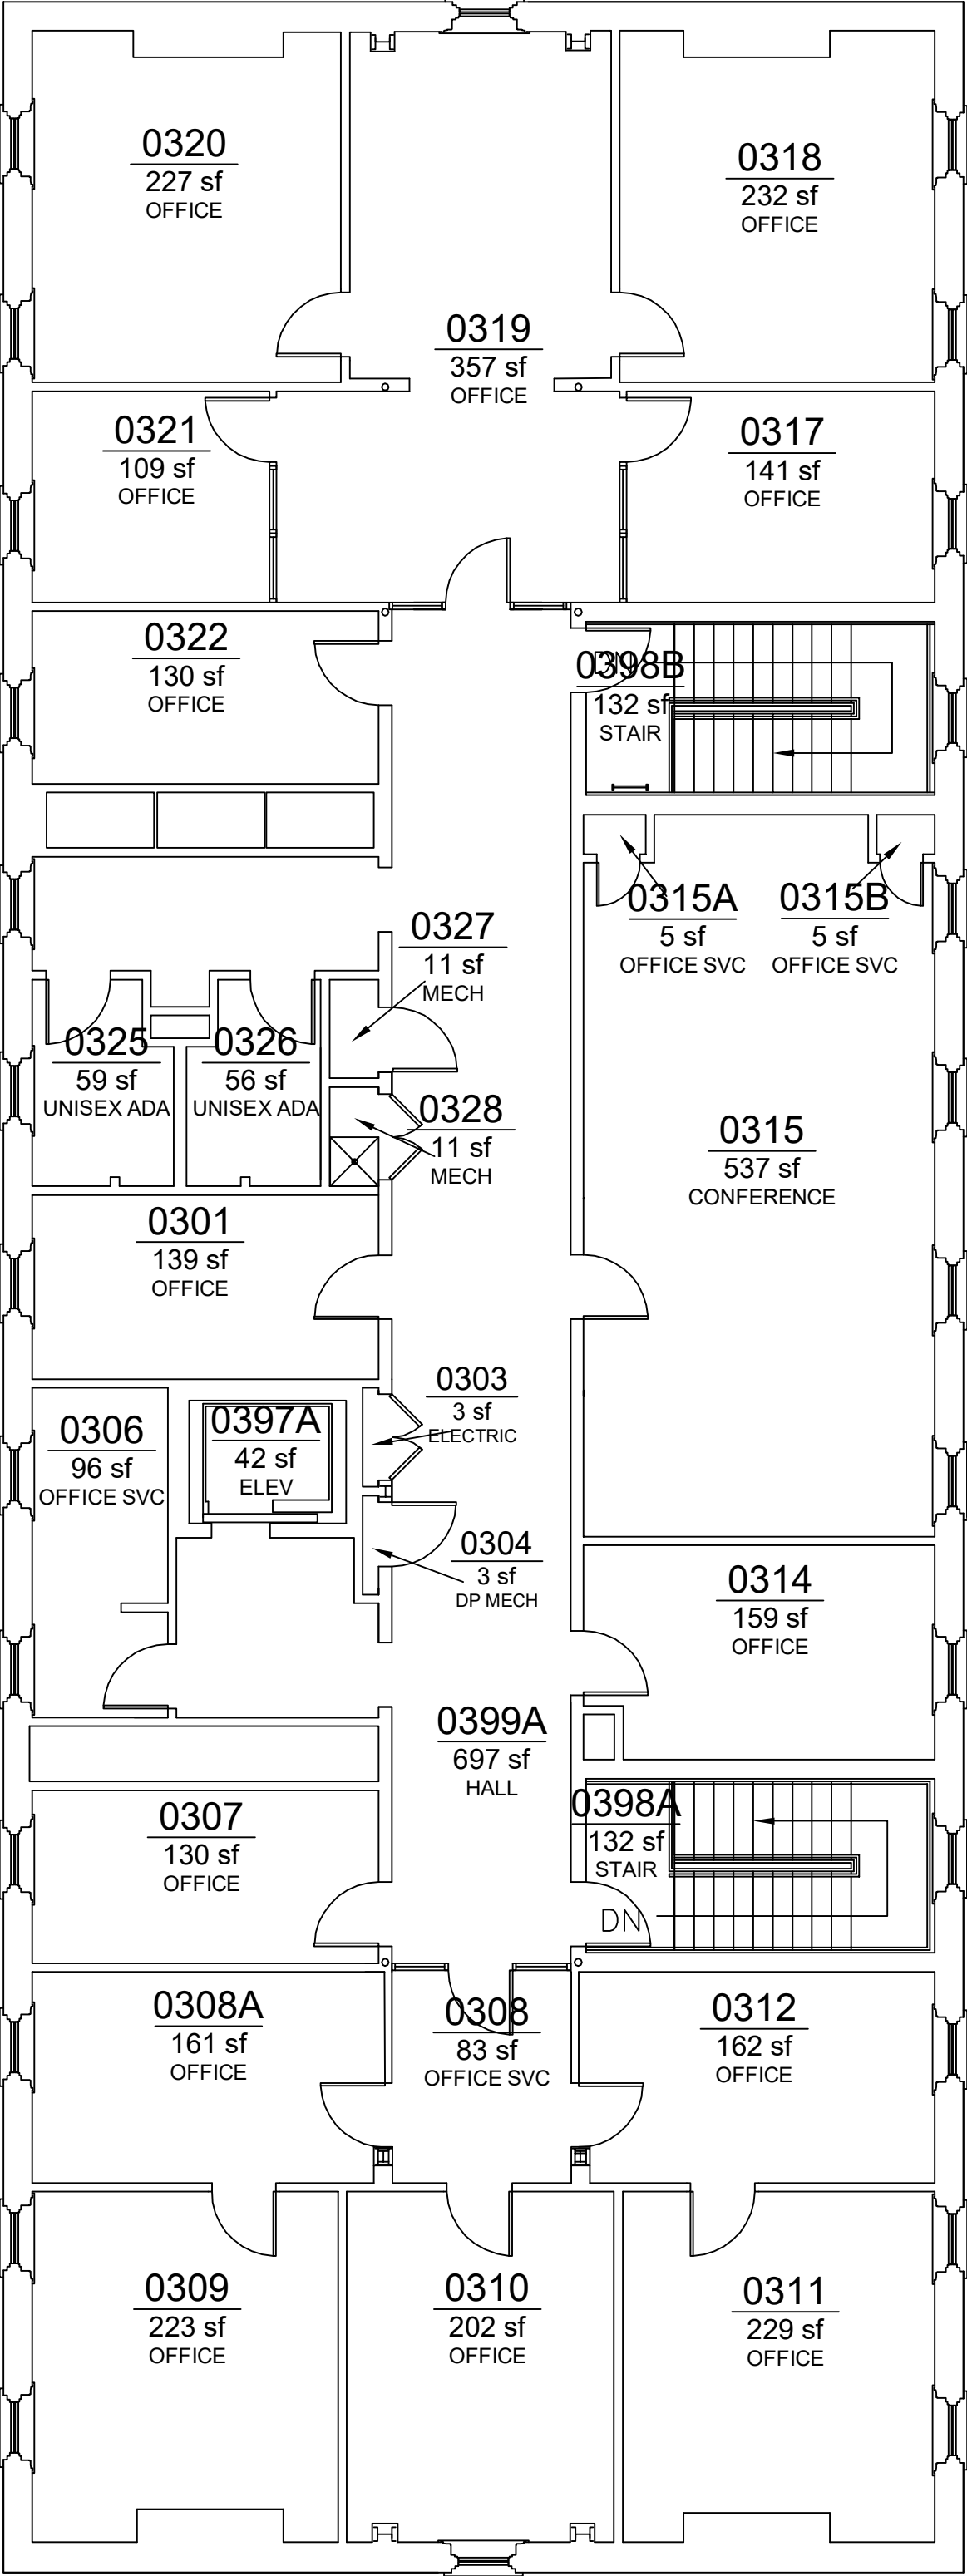 0320
227 sf
OFFICE
0318
232 sf
OFFICE
0319
357 sf
OFFICE
0321
109 sf
OFFICE
0317
141 sf
OFFICE
0322
130 sf
OFFICE
DN
0398B
132 sf
STAIR
0315A
5 sf
OFFICE SVC
0315B
5 sf
OFFICE SVC
0327
11 sf
MECH
0325
59 sf
UNISEX ADA
0326
56 sf
UNISEX ADA
0328
11 sf
MECH
0315
537 sf
CONFERENCE
0301
139 sf
OFFICE
0303
3 sf
ELECTRIC
0306
96 sf
OFFICE SVC
0397A
42 sf
ELEV
0304
3 sf
DP MECH
0314
159 sf
OFFICE
0399A
697 sf
HALL
0307
130 sf
OFFICE
0398A
132 sf
STAIR
DN
0308A
161 sf
OFFICE
0308
83 sf
OFFICE SVC
0312
162 sf
OFFICE
0309
223 sf
OFFICE
0310
202 sf
OFFICE
0311
229 sf
OFFICE